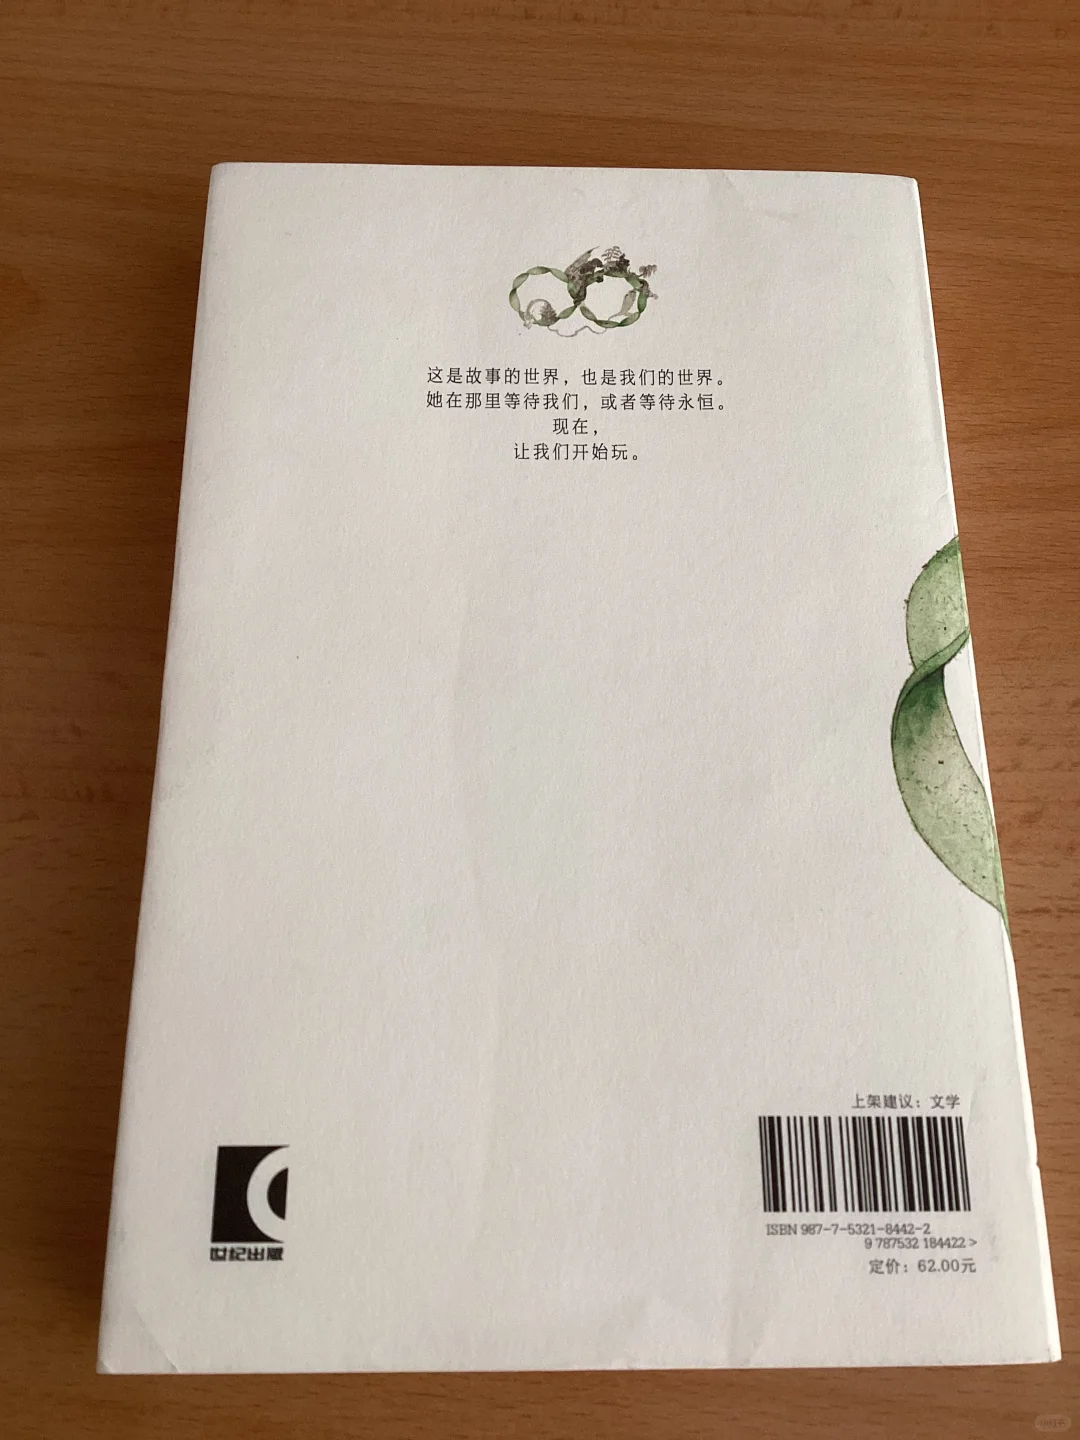 这是故事的世界，也是我们的世界。
她在那里等待我们，或者等待永恒。
现在，
让我们开始玩。
上架建议：文学
ISBN 987-7-5321-8442-2
9 787532 184422 >
定价：62.00元
世纪出版
小红书